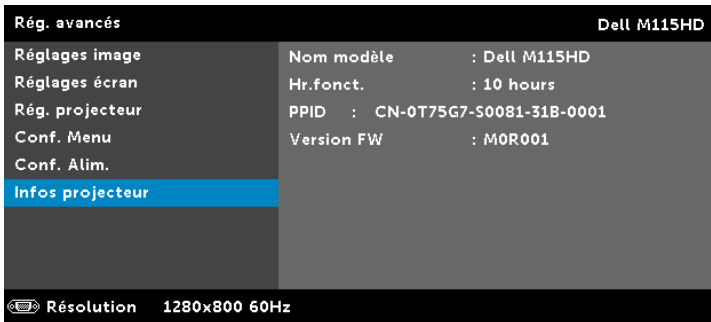 Rég. avancés
Dell M115HD
Réglages image
Réglages écran
Rég. projecteur
Conf. Menu
Conf. Alim.
Infos projecteur
Nom modèle : Dell M115HD
Hr.fonct. : 10 hours
PPID : CN-0T75G7-S0081-31B-0001
Version FW : M0R001
Résolution 1280x800 60Hz